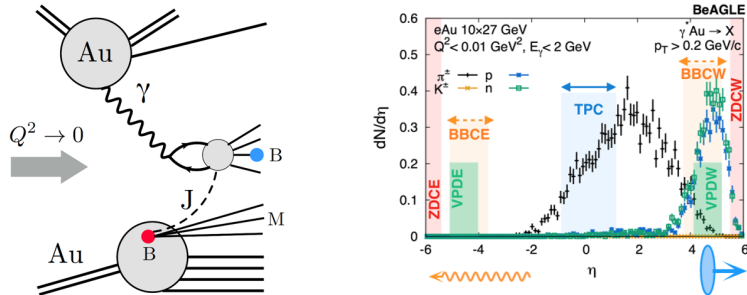 Au
γ
Q² → 0
B
J
M
B
Au
BeAGLE
eAu 10×27 GeV
Q²<0.01 GeV², Eγ<2 GeV
γ*Au → X
pT>0.2 GeV/c
π± p
K± n
BBCE
TPC
BBCW
ZDCW
ZDCE
VPDE
VPDW
dN/dη
0.6
0.5
0.4
0.3
0.2
0.1
0
-6 -4 -2 0 2 4 6
η